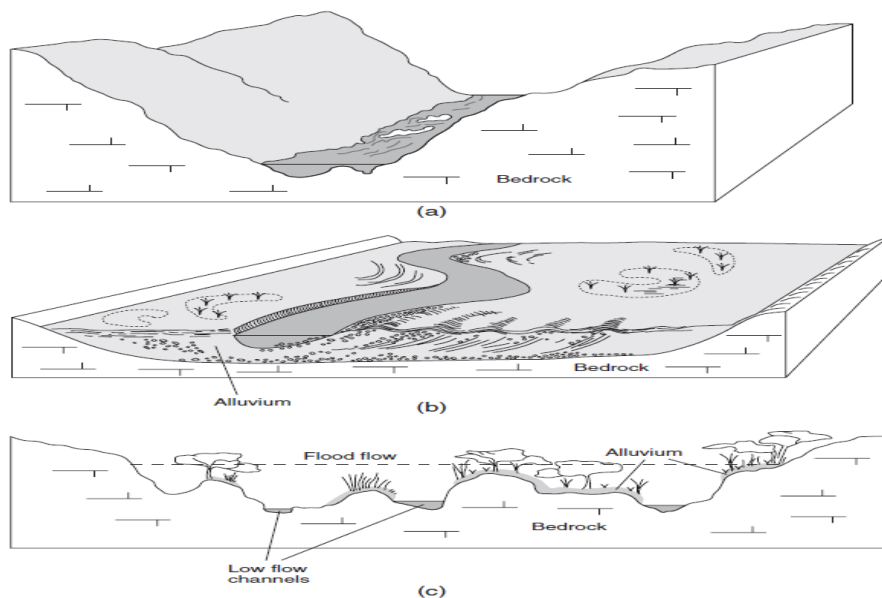 Bedrock
(a)
Bedrock
Alluvium
(b)
Flood flow
Alluvium
Bedrock
Low flow
channels
(c)